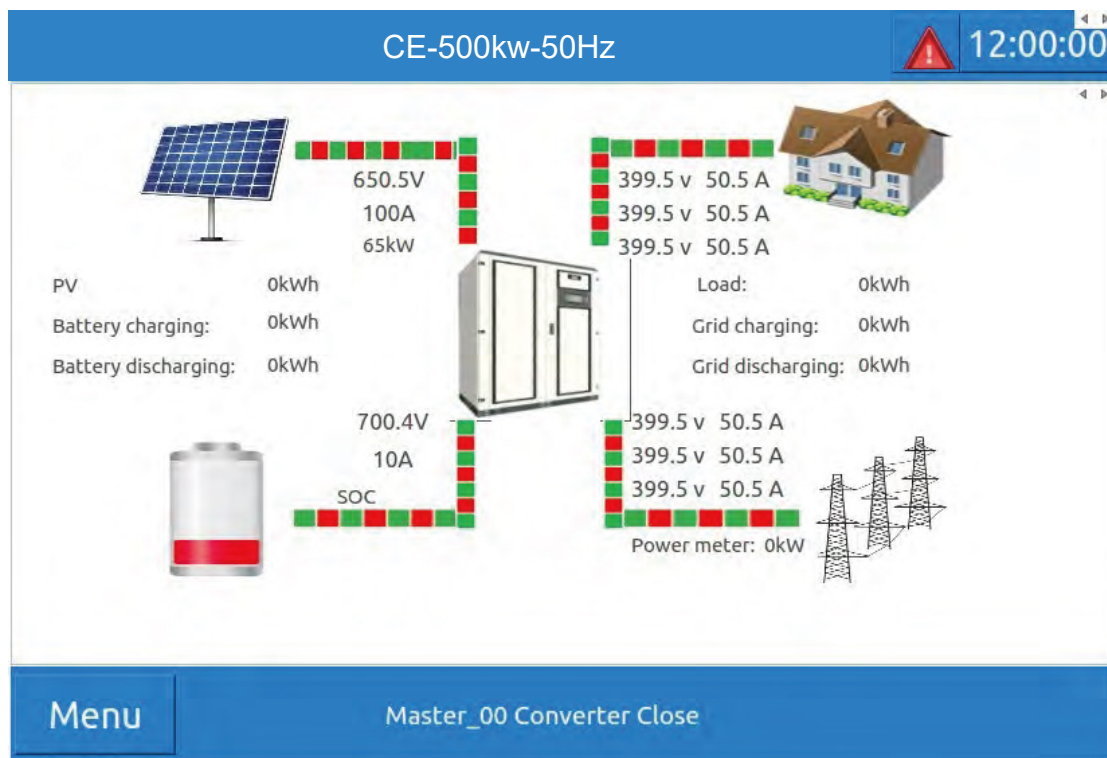 CE-500kw-50Hz
12:00:00
650.5V
100A
65kW
399.5 v 50.5 A
399.5 v 50.5 A
399.5 v 50.5 A
PV 0kWh
Battery charging: 0kWh
Battery discharging: 0kWh
Load: 0kWh
Grid charging: 0kWh
Grid discharging: 0kWh
700.4V
10A
SOC
399.5 v 50.5 A
399.5 v 50.5 A
399.5 v 50.5 A
Power meter: 0kW
Menu
Master_00 Converter Close